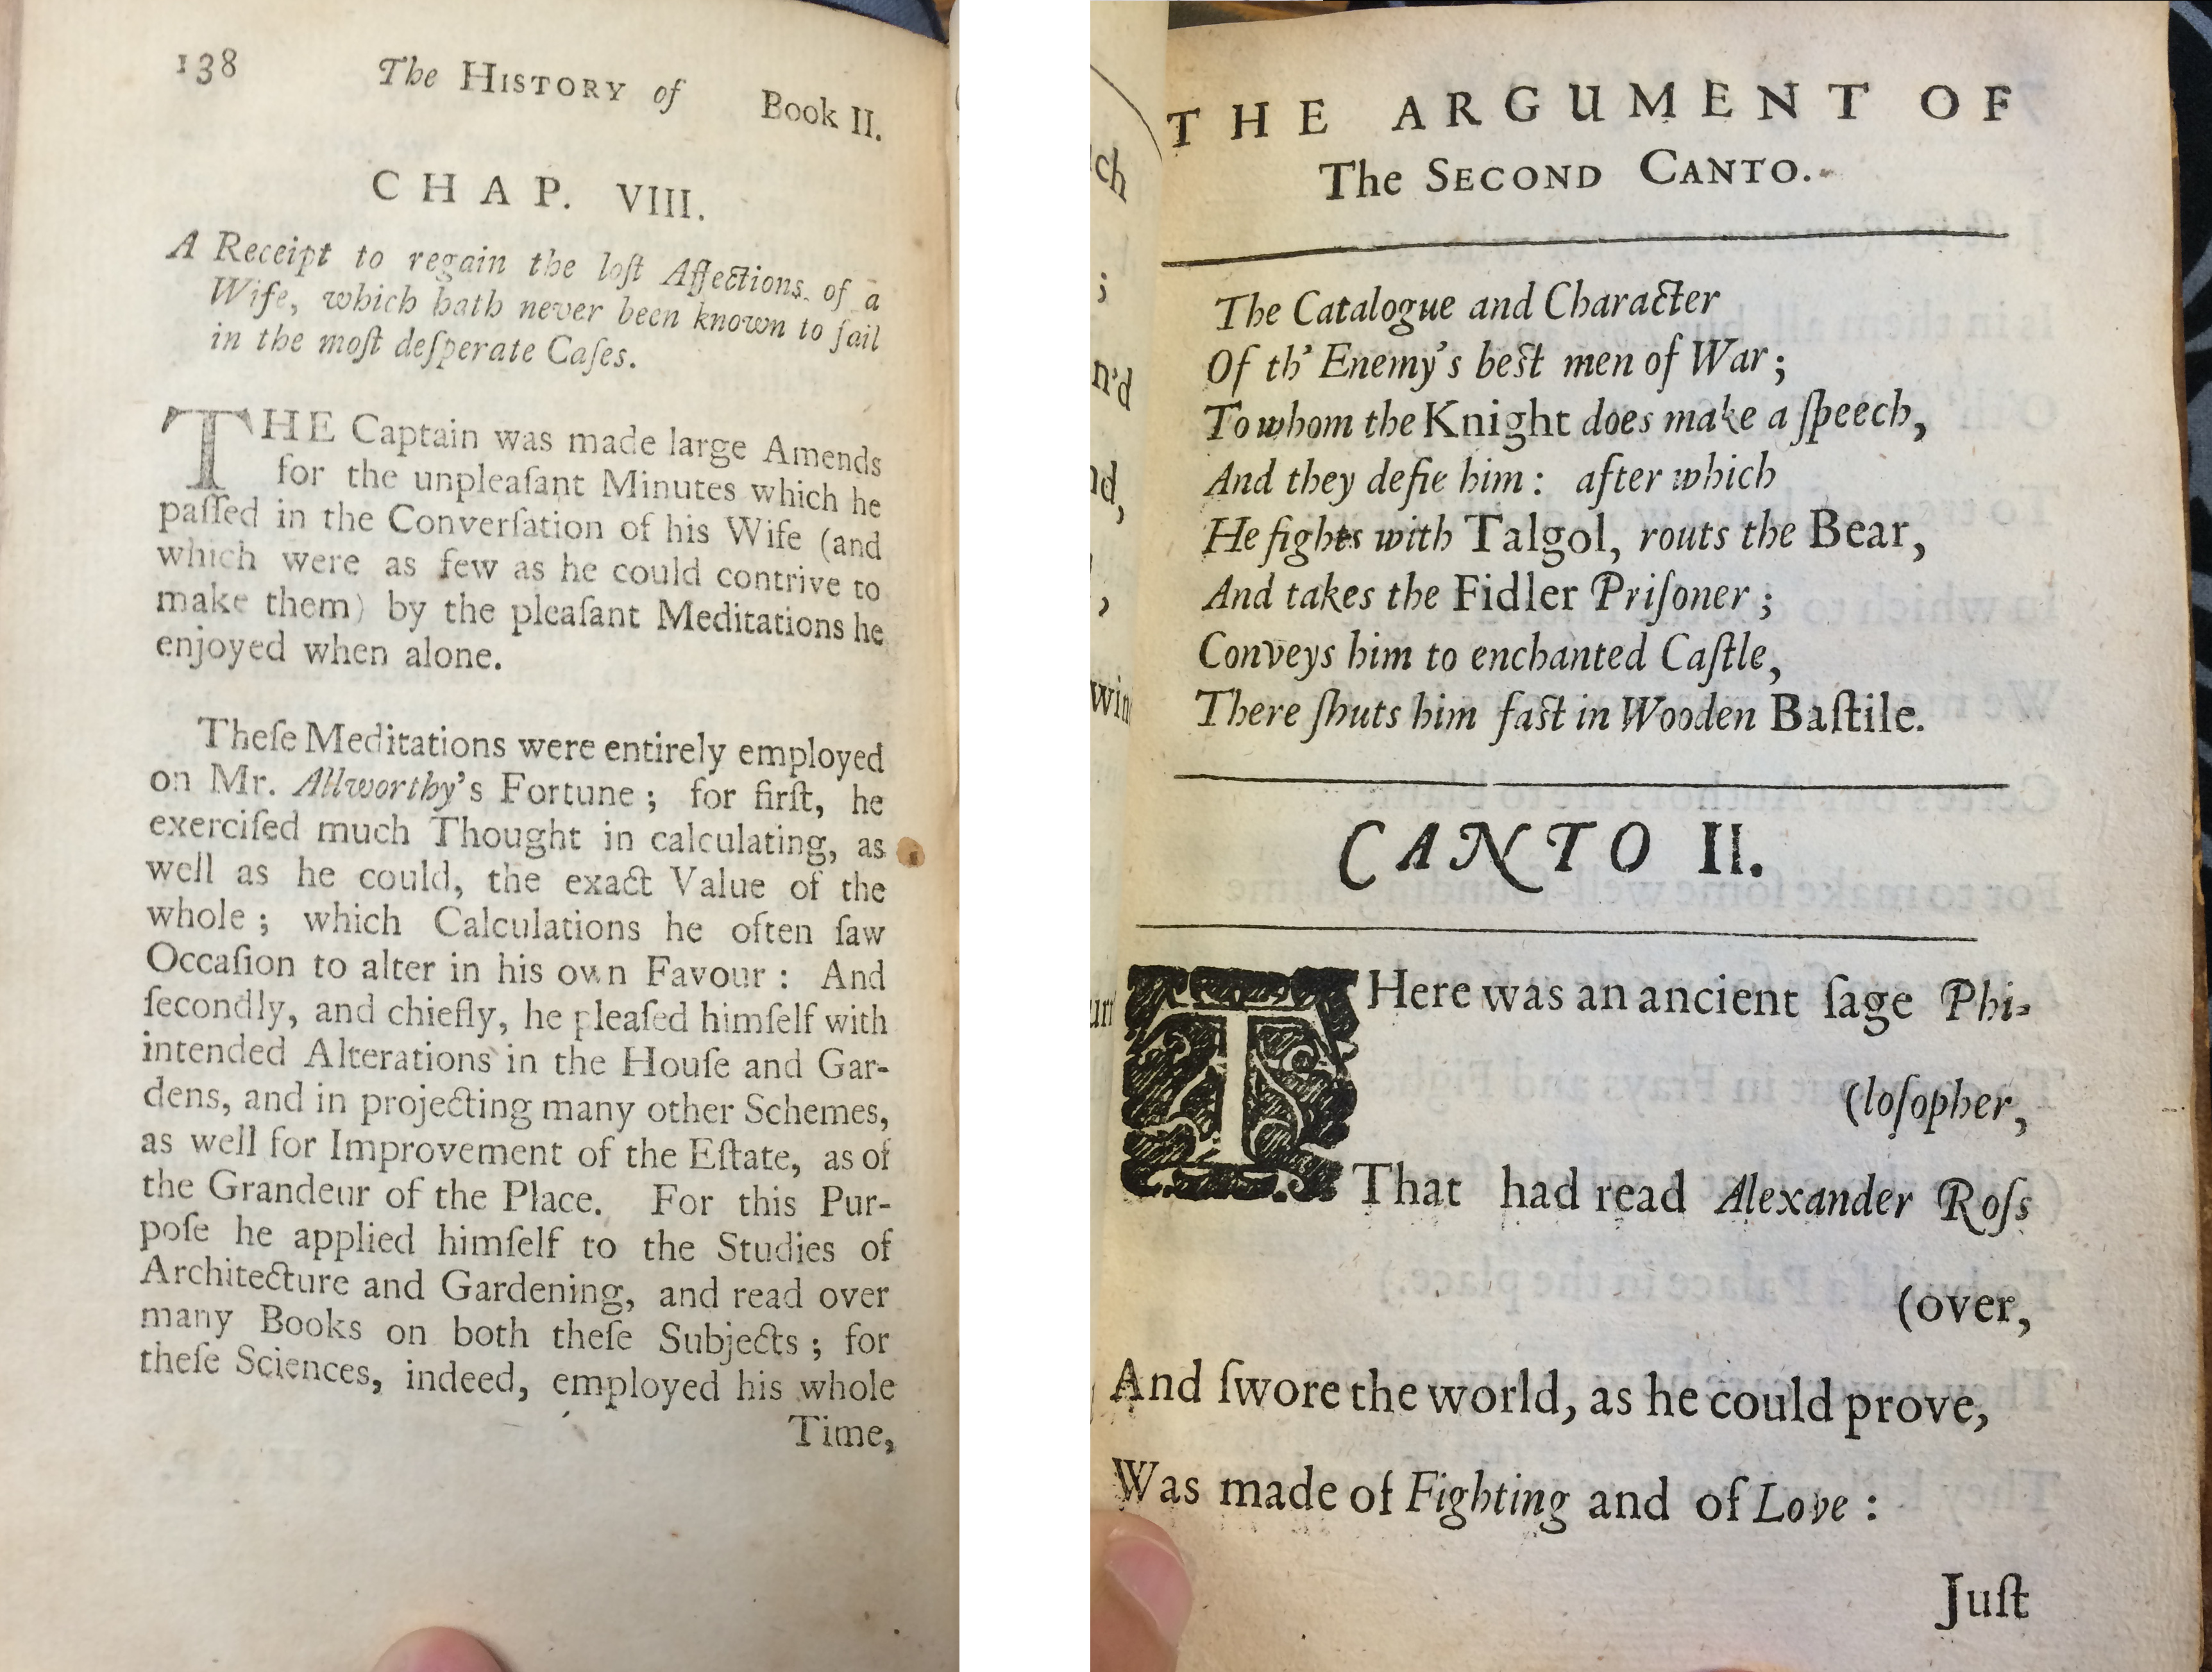 138 The HISTORY of Book II.
CHAP. VIII.
A Receipt to regain the loſt Affections of a
Wife, which hath never been known to fail
in the moſt deſperate Caſes.
THE Captain was made large Amends
for the unpleaſant Minutes which he
paſſed in the Converſation of his Wife (and
which were as few as he could contrive to
make them) by the pleaſant Meditations he
enjoyed when alone.
Theſe Meditations were entirely employed
on Mr. Allworthy's Fortune; for firſt, he
exerciſed much Thought in calculating, as
well as he could, the exact Value of the
whole; which Calculations he often ſaw
Occaſion to alter in his own Favour: And
ſecondly, and chiefly, he pleaſed himſelf with
intended Alterations in the Houſe and Gar-
dens, and in projecting many other Schemes,
as well for Improvement of the Eſtate, as of
the Grandeur of the Place. For this Pur-
poſe he applied himſelf to the Studies of
Architecture and Gardening, and read over
many Books on both theſe Subjects; for
theſe Sciences, indeed, employed his whole
Time,
THE ARGUMENT OF
The SECOND CANTO.
The Catalogue and Character
Of th' Enemy's beſt men of War;
To whom the Knight does make a ſpeech,
And they defie him: after which
He fights with Talgol, routs the Bear,
And takes the Fidler Priſoner;
Conveys him to enchanted Caſtle,
There ſhuts him faſt in Wooden Baſtile.
CANTO II.
THere was an ancient ſage Phi-
(loſopher,
That had read Alexander Roſs
(over,
And ſwore the world, as he could prove,
Was made of Fighting and of Love:
Juſt